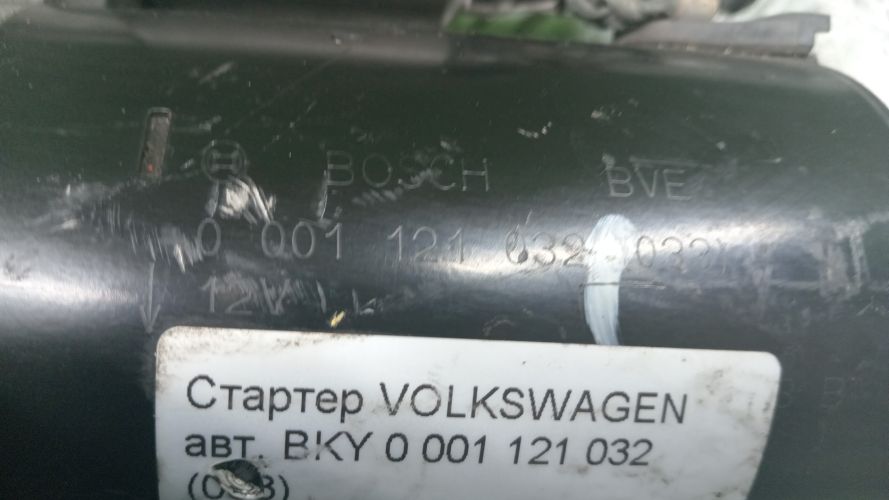 BOSCH BVE
0 001 121 032
12V
Стартер VOLKSWAGEN
авт. BKY 0 001 121 032